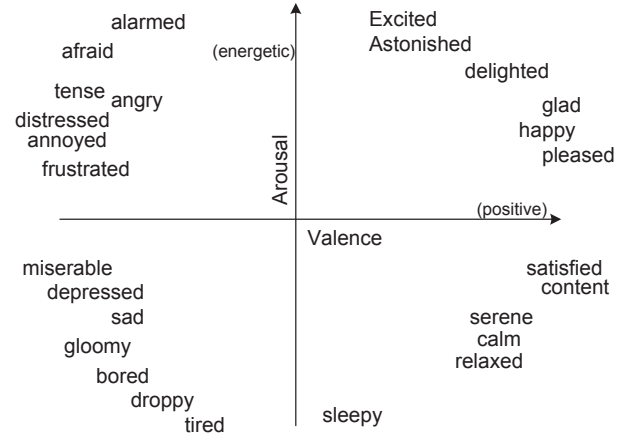 alarmed
Excited
afraid
(energetic)
Astonished
delighted
tense
angry
glad
distressed
happy
annoyed
pleased
frustrated
Arousal
(positive)
Valence
miserable
satisfied
depressed
content
sad
serene
gloomy
calm
relaxed
bored
droppy
sleepy
tired